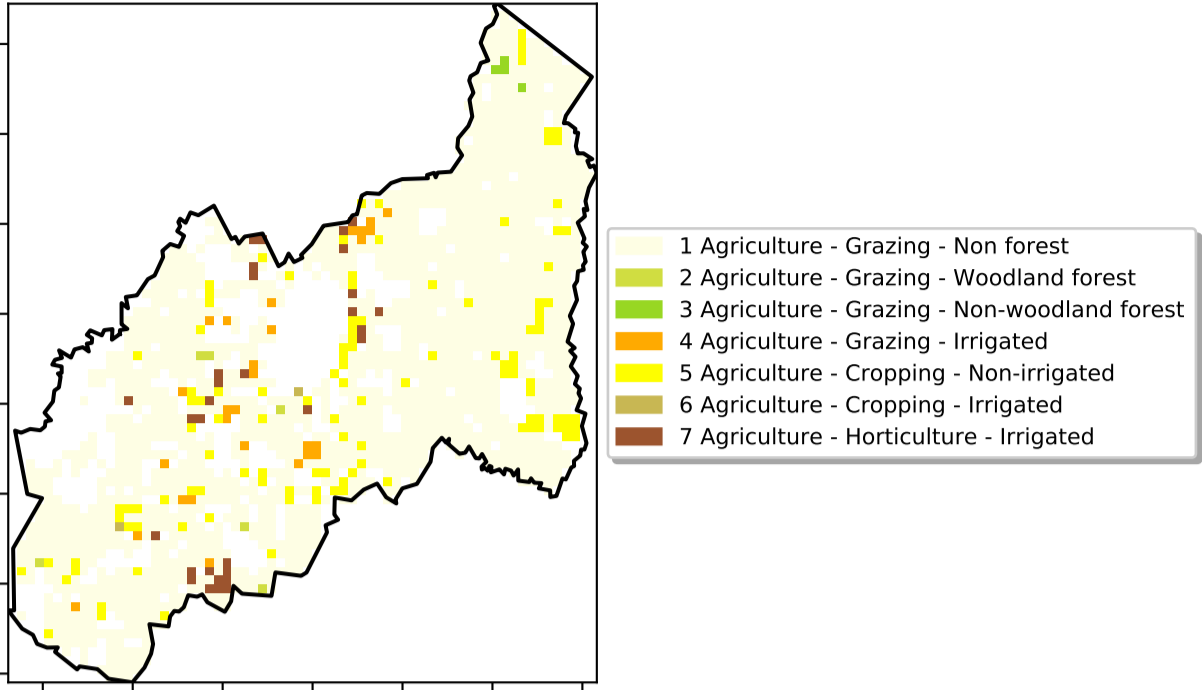 1 Agriculture - Grazing - Non forest
2 Agriculture - Grazing - Woodland forest
3 Agriculture - Grazing - Non-woodland forest
4 Agriculture - Grazing - Irrigated
5 Agriculture - Cropping - Non-irrigated
6 Agriculture - Cropping - Irrigated
7 Agriculture - Horticulture - Irrigated